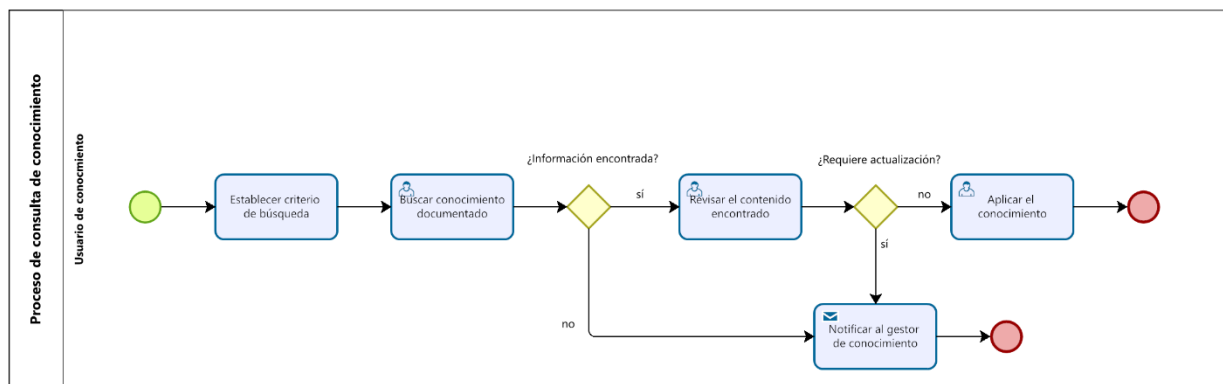 Proceso de consulta de conocimiento
Usuario de conocmiento
Establecer criterio
de búsqueda
Buscar conocimiento
documentado
¿Información encontrada?
sí
no
Revisar el contenido
encontrado
¿Requiere actualización?
no
sí
Aplicar el
conocimiento
Notificar al gestor
de conocimiento